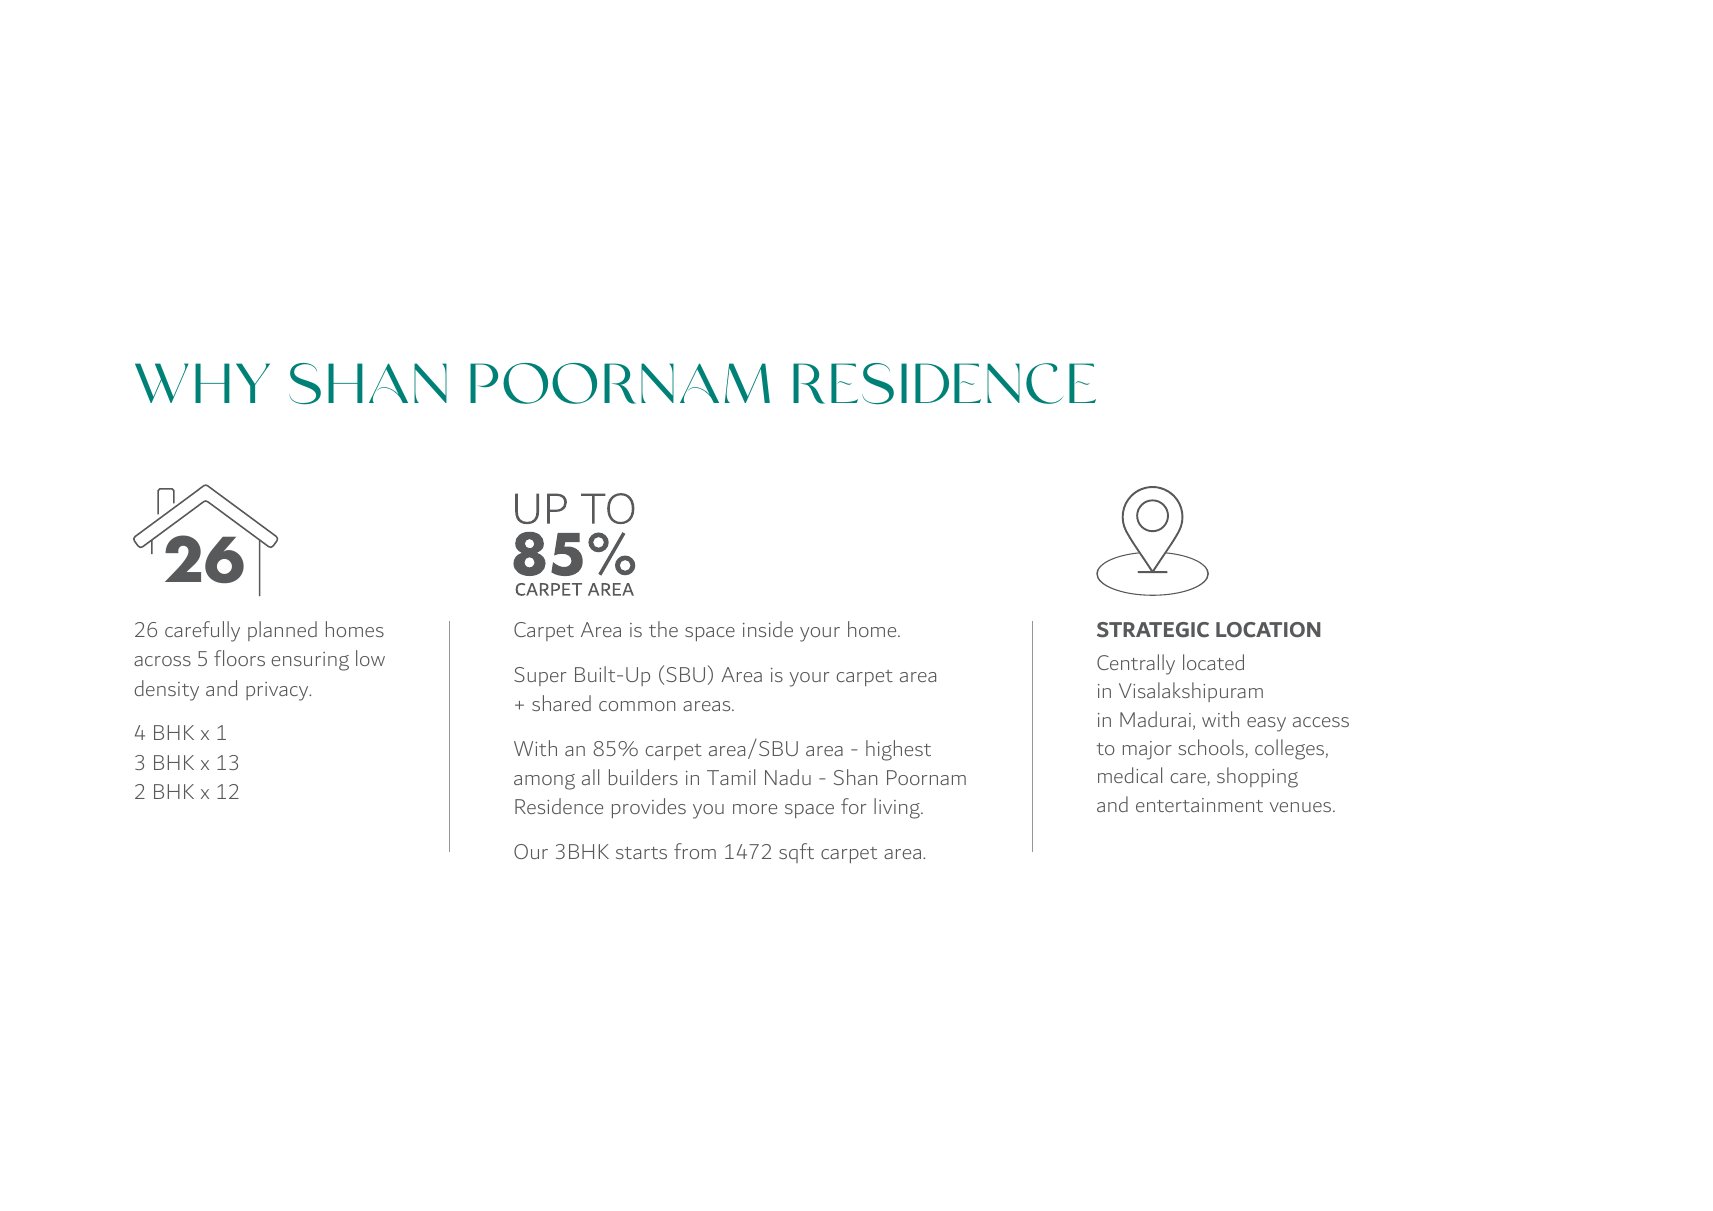 WHY SHAN POORNAM RESIDENCE
26
26 carefully planned homes
across 5 floors ensuring low
density and privacy.
4 BHK x 1
3 BHK x 13
2 BHK x 12
UP TO
85%
CARPET AREA
Carpet Area is the space inside your home.
Super Built-Up (SBU) Area is your carpet area
+ shared common areas.
With an 85% carpet area/SBU area - highest
among all builders in Tamil Nadu - Shan Poornam
Residence provides you more space for living.
Our 3BHK starts from 1472 sqft carpet area.
STRATEGIC LOCATION
Centrally located
in Visalakshipuram
in Madurai, with easy access
to major schools, colleges,
medical care, shopping
and entertainment venues.